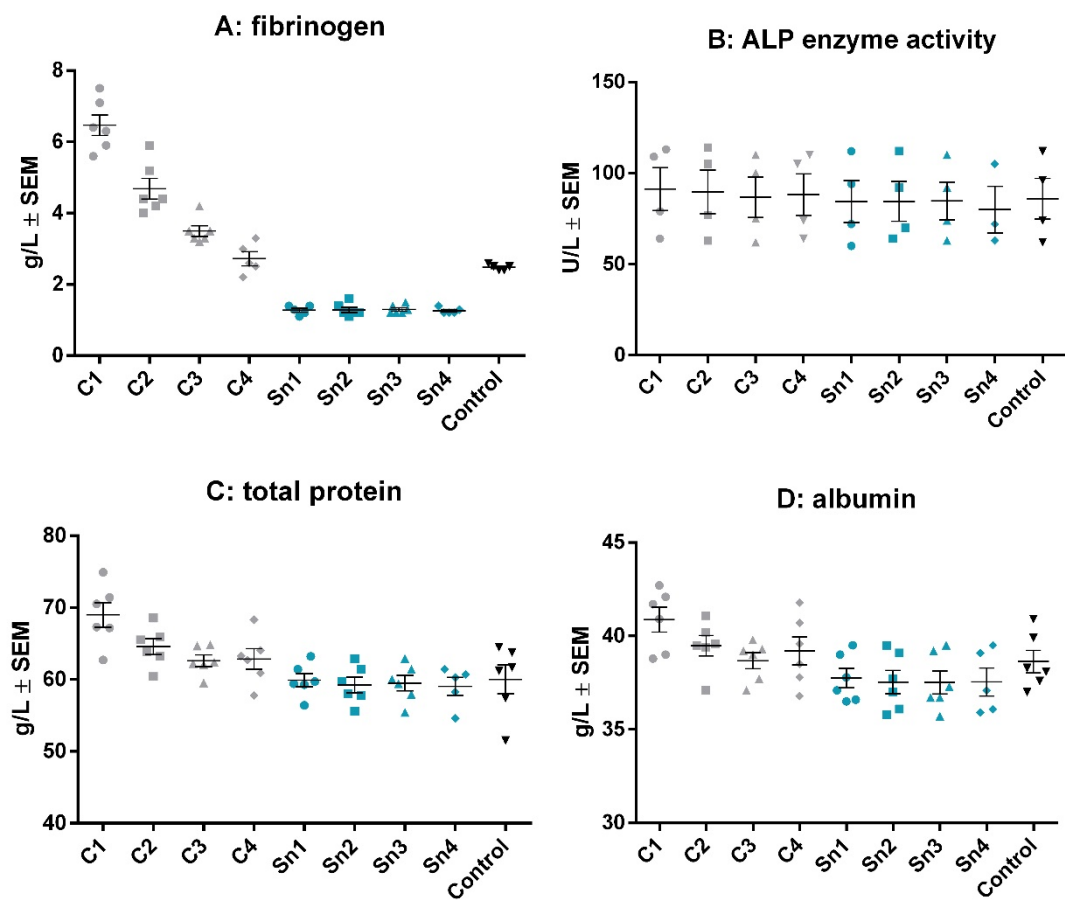 A: fibrinogen
g/L ± SEM
8
6
4
2
0
C1 C2 C3 C4 Sn1 Sn2 Sn3 Sn4 Control
B: ALP enzyme activity
U/L ± SEM
150
100
50
0
C1 C2 C3 C4 Sn1 Sn2 Sn3 Sn4 Control
C: total protein
g/L ± SEM
80
70
60
50
40
C1 C2 C3 C4 Sn1 Sn2 Sn3 Sn4 Control
D: albumin
g/L ± SEM
45
40
35
30
C1 C2 C3 C4 Sn1 Sn2 Sn3 Sn4 Control